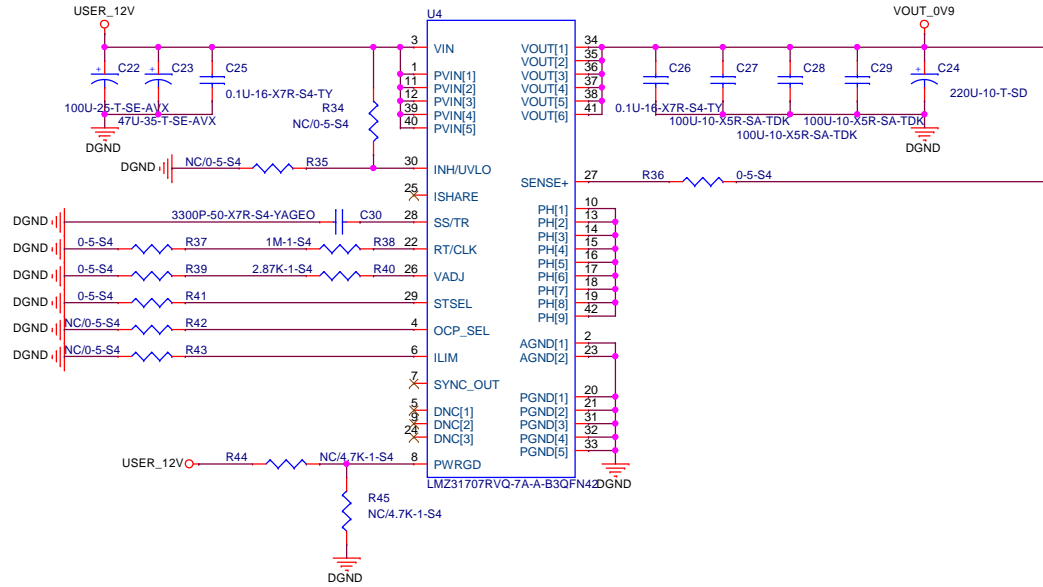 U4
USER_12V
VOUT_0V9
3
VIN
VOUT[1]
34
VOUT[2]
35
C22
C23
C25
1
PVIN[1]
VOUT[3]
36
C26
C27
C28
C29
C24
11
PVIN[2]
VOUT[4]
37
0.1U-16-X7R-S4-TY
12
PVIN[3]
VOUT[5]
38
220U-10-T-SD
100U-25-T-SE-AVX
R34
39
PVIN[4]
VOUT[6]
41
0.1U-16-X7R-S4-TY
47U-35-T-SE-AVX
NC/0-5-S4
40
PVIN[5]
100U-10-X5R-SA-TDK
100U-10-X5R-SA-TDK
100U-10-X5R-SA-TDK
DGND
DGND
DGND
NC/0-5-S4
R35
30
INH/UVLO
SENSE+
27
R36
0-5-S4
25
ISHARE
PH[1]
10
DGND
3300P-50-X7R-S4-YAGEO
C30
28
SS/TR
PH[2]
13
PH[3]
14
DGND
0-5-S4
R37
1M-1-S4
R38
22
RT/CLK
PH[4]
15
PH[5]
16
DGND
0-5-S4
R39
2.87K-1-S4
R40
26
VADJ
PH[6]
17
PH[7]
18
DGND
0-5-S4
R41
29
STSEL
PH[8]
19
PH[9]
42
DGND
NC/0-5-S4
R42
4
OCP_SEL
AGND[1]
2
DGND
NC/0-5-S4
R43
6
ILIM
AGND[2]
23
7
SYNC_OUT
PGND[1]
20
5
DNC[1]
PGND[2]
21
9
DNC[2]
PGND[3]
31
24
DNC[3]
PGND[4]
32
PGND[5]
33
USER_12V
R44
NC/4.7K-1-S4
8
PWRGD
LMZ31707RVQ-7A-A-B3QFN42
DGND
R45
NC/4.7K-1-S4
DGND